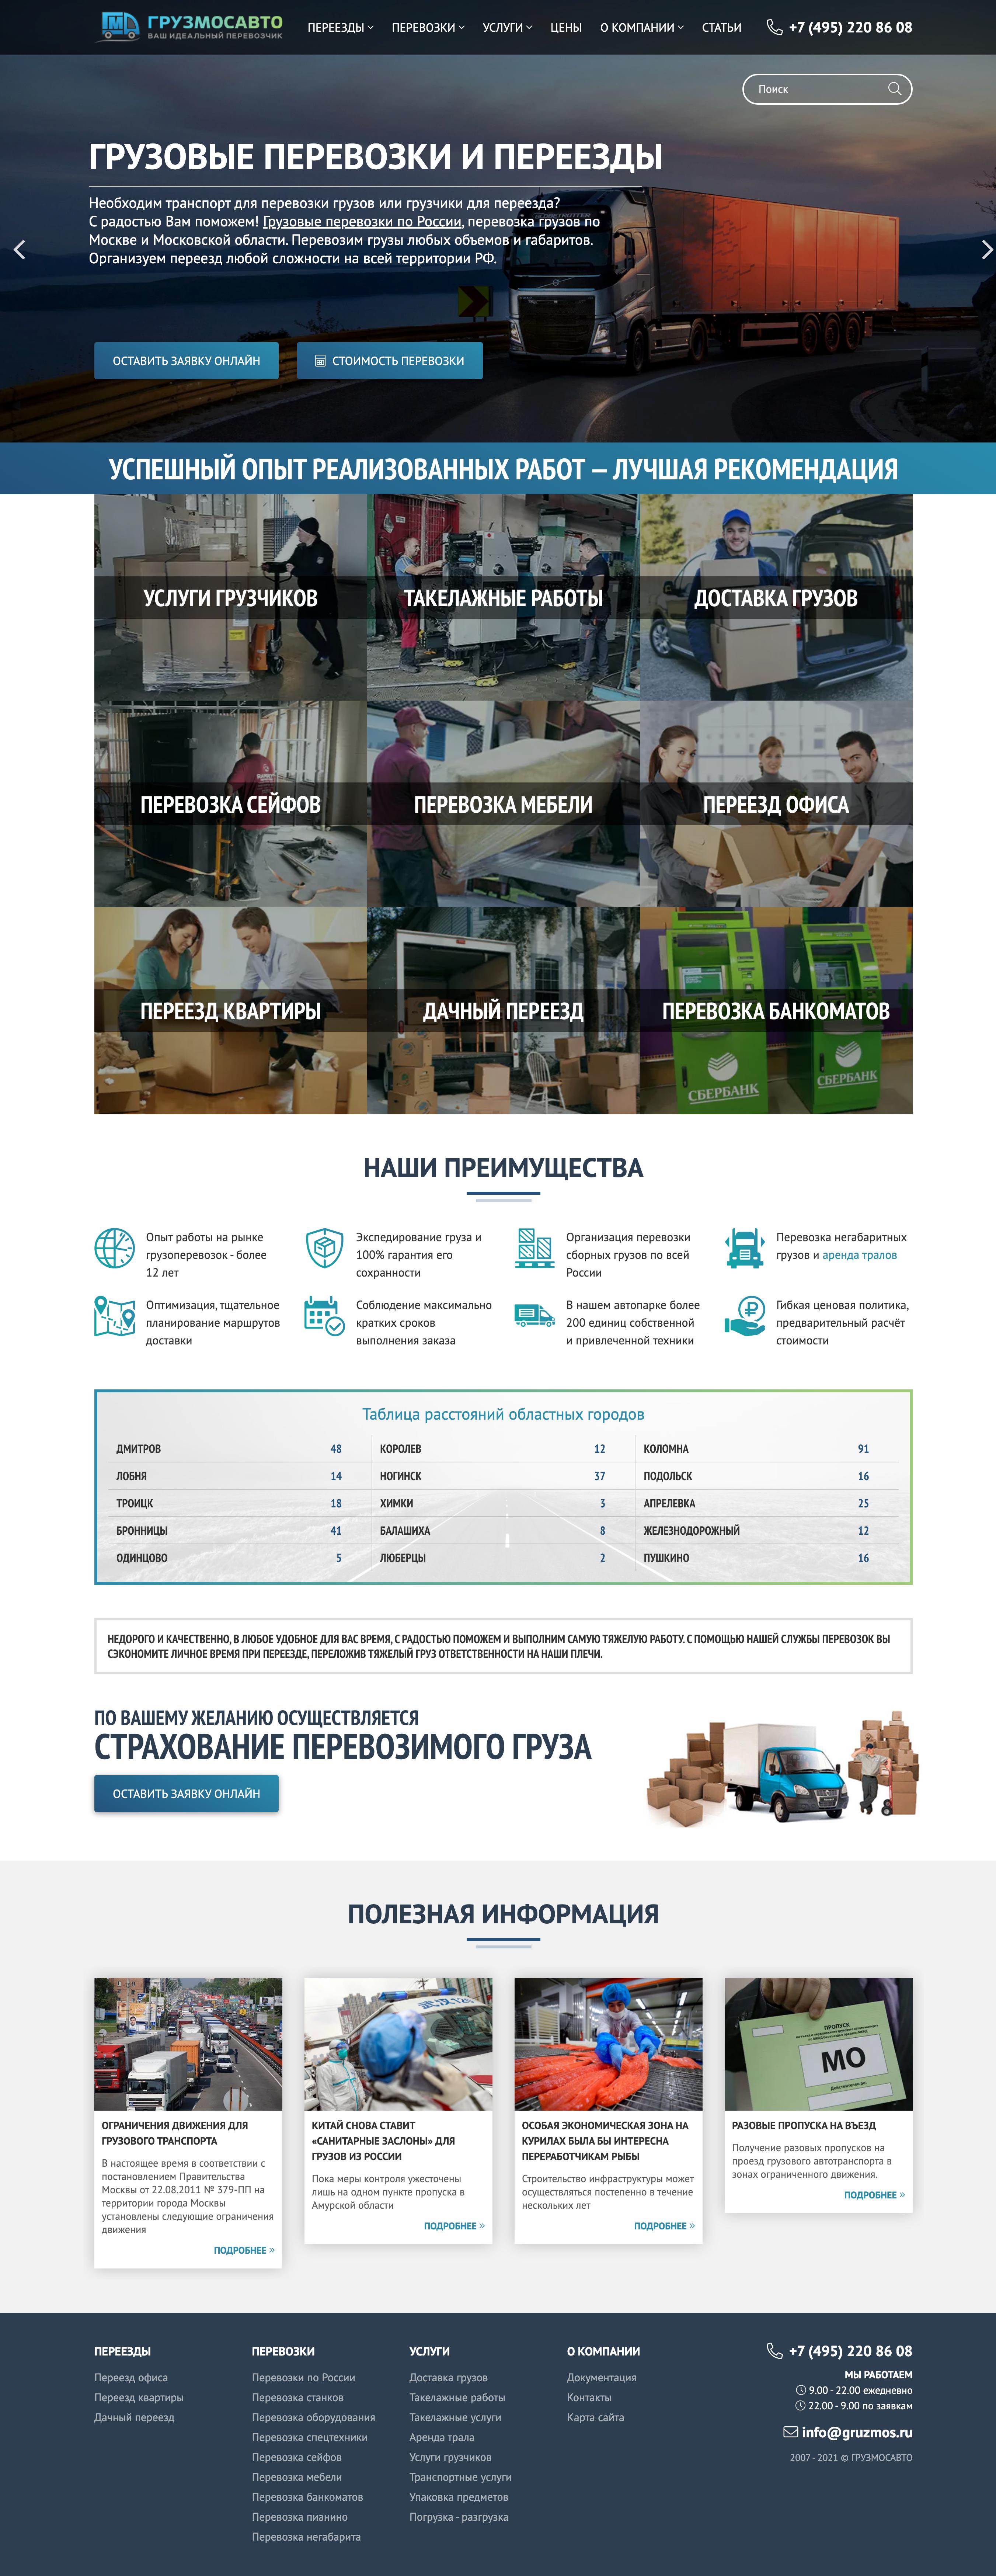 ГРУЗМОСАВТО
ВАШ ИДЕАЛЬНЫЙ ПЕРЕВОЗЧИК
ПЕРЕЕЗДЫ ПЕРЕВОЗКИ УСЛУГИ ЦЕНЫ О КОМПАНИИ СТАТЬИ +7 (495) 220 86 08
Поиск
ГРУЗОВЫЕ ПЕРЕВОЗКИ И ПЕРЕЕЗДЫ
Необходим транспорт для перевозки грузов или грузчики для переезда?
С радостью Вам поможем! Грузовые перевозки по России, перевозка грузов по
Москве и Московской области. Перевозим грузы любых объемов и габаритов.
Организуем переезд любой сложности на всей территории РФ.
ОСТАВИТЬ ЗАЯВКУ ОНЛАЙН СТОИМОСТЬ ПЕРЕВОЗКИ
УСПЕШНЫЙ ОПЫТ РЕАЛИЗОВАННЫХ РАБОТ – ЛУЧШАЯ РЕКОМЕНДАЦИЯ
УСЛУГИ ГРУЗЧИКОВ ТАКЕЛАЖНЫЕ РАБОТЫ ДОСТАВКА ГРУЗОВ
ПЕРЕВОЗКА СЕЙФОВ ПЕРЕВОЗКА МЕБЕЛИ ПЕРЕЕЗД ОФИСА
ПЕРЕЕЗД КВАРТИРЫ ДАЧНЫЙ ПЕРЕЕЗД ПЕРЕВОЗКА БАНКОМАТОВ
СБЕРБАНК СБЕРБАНК
НАШИ ПРЕИМУЩЕСТВА
Опыт работы на рынке
грузоперевозок - более
12 лет
Экспедирование груза и
100% гарантия его
сохранности
Организация перевозки
сборных грузов по всей
России
Перевозка негабаритных
грузов и аренда тралов
Оптимизация, тщательное
планирование маршрутов
доставки
Соблюдение максимально
кратких сроков
выполнения заказа
В нашем автопарке более
200 единиц собственной
и привлеченной техники
Гибкая ценовая политика,
предварительный расчёт
стоимости
Таблица расстояний областных городов
ДМИТРОВ 48 КОРОЛЕВ 12 КОЛОМНА 91
ЛОБНЯ 14 НОГИНСК 37 ПОДОЛЬСК 16
ТРОИЦК 18 ХИМКИ 3 АПРЕЛЕВКА 25
БРОННИЦЫ 41 БАЛАШИХА 8 ЖЕЛЕЗНОДОРОЖНЫЙ 12
ОДИНЦОВО 5 ЛЮБЕРЦЫ 2 ПУШКИНО 16
НЕДОРОГО И КАЧЕСТВЕННО, В ЛЮБОЕ УДОБНОЕ ДЛЯ ВАС ВРЕМЯ, С РАДОСТЬЮ ПОМОЖЕМ И ВЫПОЛНИМ САМУЮ ТЯЖЕЛУЮ РАБОТУ. С ПОМОЩЬЮ НАШЕЙ СЛУЖБЫ ПЕРЕВОЗОК ВЫ
СЭКОНОМИТЕ ЛИЧНОЕ ВРЕМЯ ПРИ ПЕРЕЕЗДЕ, ПЕРЕЛОЖИВ ТЯЖЕЛЫЙ ГРУЗ ОТВЕТСТВЕННОСТИ НА НАШИ ПЛЕЧИ.
ПО ВАШЕМУ ЖЕЛАНИЮ ОСУЩЕСТВЛЯЕТСЯ
СТРАХОВАНИЕ ПЕРЕВОЗИМОГО ГРУЗА
ОСТАВИТЬ ЗАЯВКУ ОНЛАЙН
ПОЛЕЗНАЯ ИНФОРМАЦИЯ
ОГРАНИЧЕНИЯ ДВИЖЕНИЯ ДЛЯ
ГРУЗОВОГО ТРАНСПОРТА
В настоящее время в соответствии с
постановлением Правительства
Москвы от 22.08.2011 № 379-ПП на
территории города Москвы
установлены следующие ограничения
движения
ПОДРОБНЕЕ »
КИТАЙ СНОВА СТАВИТ
«САНИТАРНЫЕ ЗАСЛОНЫ» ДЛЯ
ГРУЗОВ ИЗ РОССИИ
Пока меры контроля ужесточены
лишь на одном пункте пропуска в
Амурской области
ПОДРОБНЕЕ »
ОСОБАЯ ЭКОНОМИЧЕСКАЯ ЗОНА НА
КУРИЛАХ БЫЛА БЫ ИНТЕРЕСНА
ПЕРЕРАБОТЧИКАМ РЫБЫ
Строительство инфраструктуры может
осуществляться постепенно в течение
нескольких лет
ПОДРОБНЕЕ »
ПРОПУСК
МО
РАЗОВЫЕ ПРОПУСКА НА ВЪЕЗД
Получение разовых пропусков на
проезд грузового автотранспорта в
зонах ограниченного движения.
ПОДРОБНЕЕ »
ПЕРЕЕЗДЫ
Переезд офиса
Переезд квартиры
Дачный переезд
ПЕРЕВОЗКИ
Перевозки по России
Перевозка станков
Перевозка оборудования
Перевозка спецтехники
Перевозка сейфов
Перевозка мебели
Перевозка банкоматов
Перевозка пианино
Перевозка негабарита
УСЛУГИ
Доставка грузов
Такелажные работы
Такелажные услуги
Аренда трала
Услуги грузчиков
Транспортные услуги
Упаковка предметов
Погрузка - разгрузка
О КОМПАНИИ
Документация
Контакты
Карта сайта
+7 (495) 220 86 08
МЫ РАБОТАЕМ
9.00 - 22.00 ежедневно
22.00 - 9.00 по заявкам
info@gruzmos.ru
2007 - 2021 © ГРУЗМОСАВТО